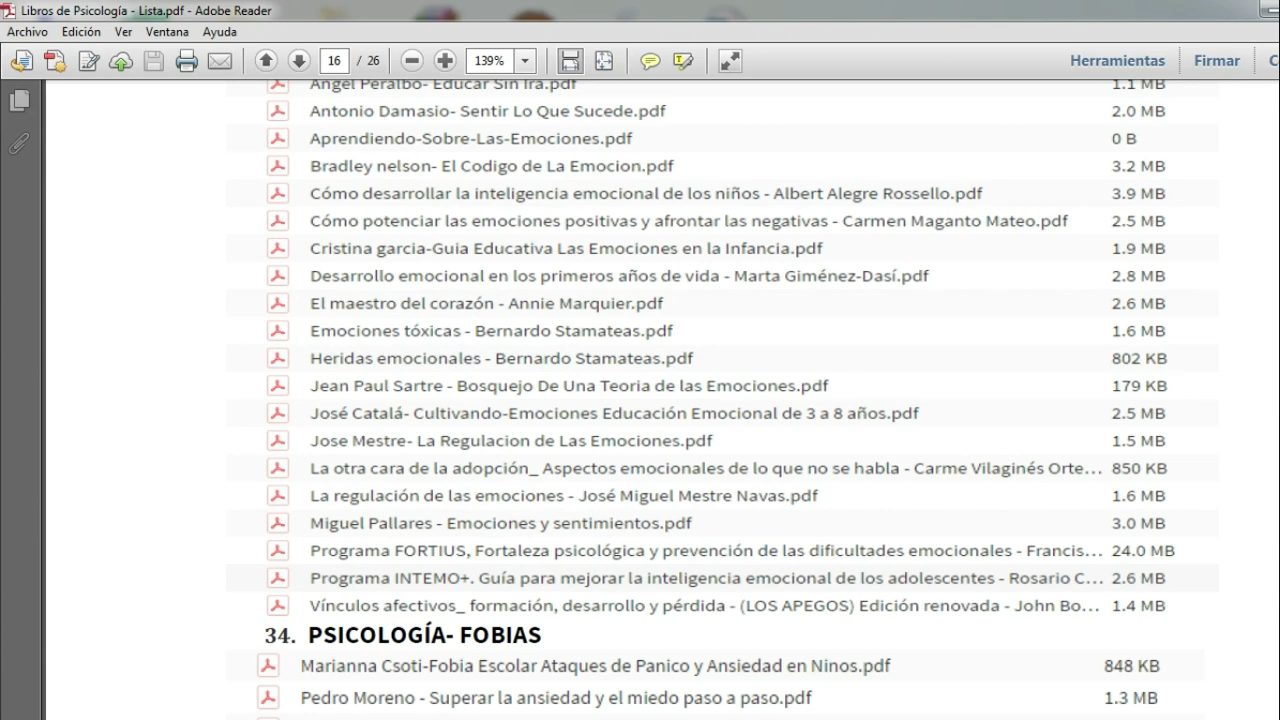 Libros de Psicología - Lista.pdf - Adobe Reader
Archivo Edición Ver Ventana Ayuda
16 / 26 139% Herramientas Firmar C
Angel Peralbo- Educar Sin Ira.pdf 1.1 MB
Antonio Damasio- Sentir Lo Que Sucede.pdf 2.0 MB
Aprendiendo-Sobre-Las-Emociones.pdf 0 B
Bradley nelson- El Codigo de La Emocion.pdf 3.2 MB
Cómo desarrollar la inteligencia emocional de los niños - Albert Alegre Rossello.pdf 3.9 MB
Cómo potenciar las emociones positivas y afrontar las negativas - Carmen Maganto Mateo.pdf 2.5 MB
Cristina garcia-Guia Educativa Las Emociones en la Infancia.pdf 1.9 MB
Desarrollo emocional en los primeros años de vida - Marta Giménez-Dasí.pdf 2.8 MB
El maestro del corazón - Annie Marquier.pdf 2.6 MB
Emociones tóxicas - Bernardo Stamateas.pdf 1.6 MB
Heridas emocionales - Bernardo Stamateas.pdf 802 KB
Jean Paul Sartre - Bosquejo De Una Teoria de las Emociones.pdf 179 KB
José Catalá- Cultivando-Emociones Educación Emocional de 3 a 8 años.pdf 2.5 MB
Jose Mestre- La Regulacion de Las Emociones.pdf 1.5 MB
La otra cara de la adopción_ Aspectos emocionales de lo que no se habla - Carme Vilaginés Orte... 850 KB
La regulación de las emociones - José Miguel Mestre Navas.pdf 1.6 MB
Miguel Pallares - Emociones y sentimientos.pdf 3.0 MB
Programa FORTIUS, Fortaleza psicológica y prevención de las dificultades emocionales - Francis... 24.0 MB
Programa INTEMO+. Guía para mejorar la inteligencia emocional de los adolescentes - Rosario C... 2.6 MB
Vínculos afectivos_ formación, desarrollo y pérdida - (LOS APEGOS) Edición renovada - John Bo... 1.4 MB
34. PSICOLOGÍA- FOBIAS
Marianna Csoti-Fobia Escolar Ataques de Panico y Ansiedad en Ninos.pdf 848 KB
Pedro Moreno - Superar la ansiedad y el miedo paso a paso.pdf 1.3 MB